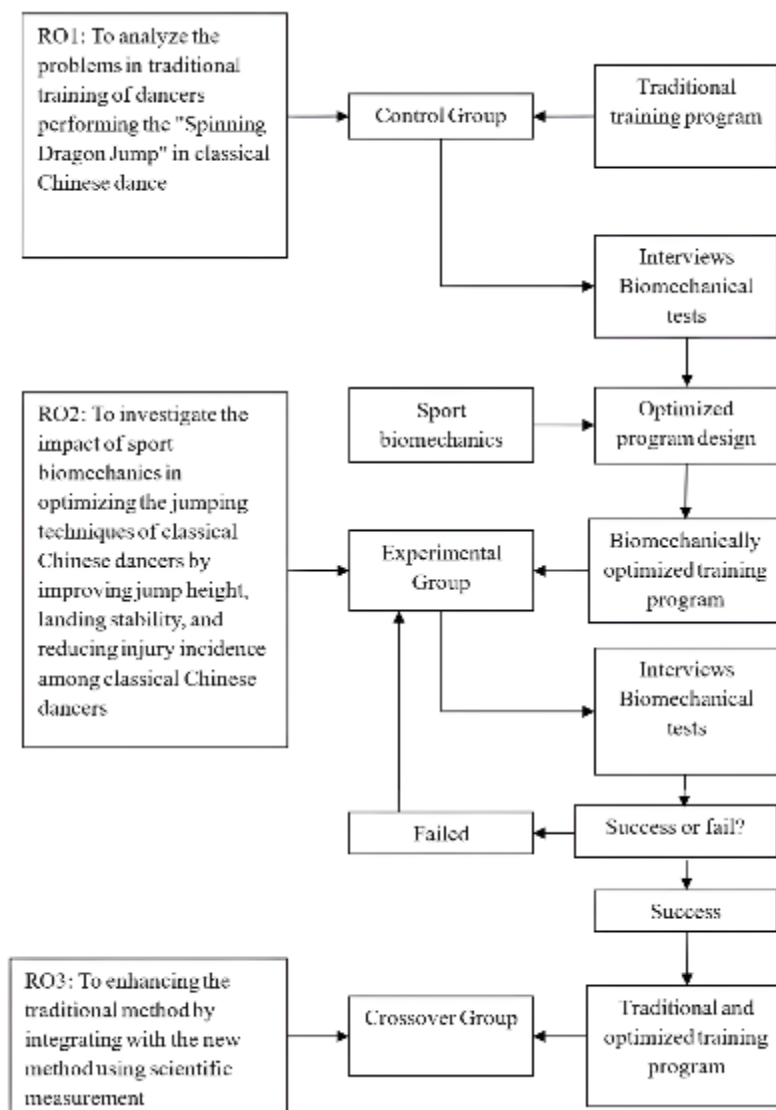 RO1: To analyze the
problems in traditional
training of dancers
performing the "Spinning
Dragon Jump" in classical
Chinese dance
Control Group
Traditional
training program
Interviews
Biomechanical
tests
RO2: To investigate the
impact of sport
biomechanics in
optimizing the jumping
techniques of classical
Chinese dancers by
improving jump height,
landing stability, and
reducing injury incidence
among classical Chinese
dancers
Sport
biomechanics
Optimized
program design
Experimental
Group
Biomechanically
optimized training
program
Interviews
Biomechanical
tests
Failed
Success or fail?
Success
RO3: To enhancing the
traditional method by
integrating with the new
method using scientific
measurement
Crossover Group
Traditional and
optimized training
program